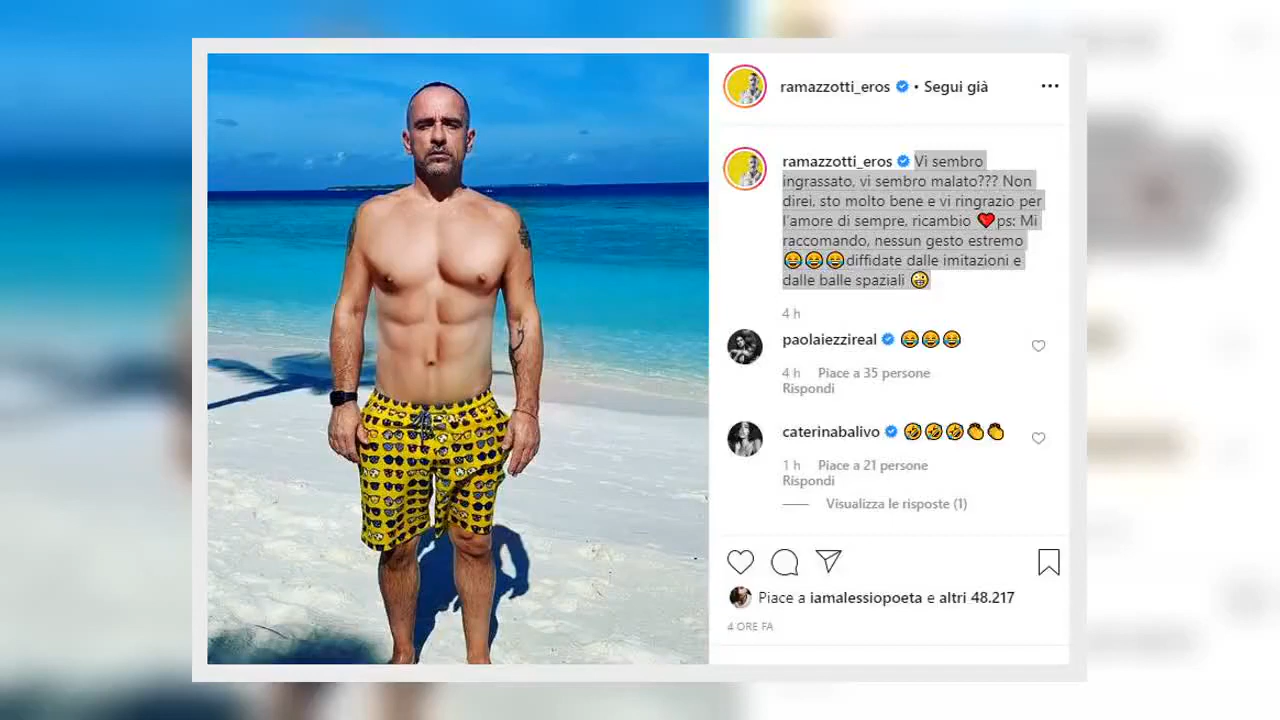 ramazzotti_eros • Segui già
ramazzotti_eros Vi sembro
ingrassato, vi sembro malato??? Non
direi, sto molto bene e vi ringrazio per
l'amore di sempre, ricambio ❤️ps: Mi
raccomando, nessun gesto estremo
😂😂😂diffidate dalle imitazioni e
dalle balle spaziali 🤪
4 h
paolaiezzireal 😂😂😂
4 h Piace a 35 persone
Rispondi
caterinabalivo 🤣🤣🤣👏👏
1 h Piace a 21 persone
Rispondi
Visualizza le risposte (1)
Piace a iamalessiopoeta e altri 48.217
4 ORE FA